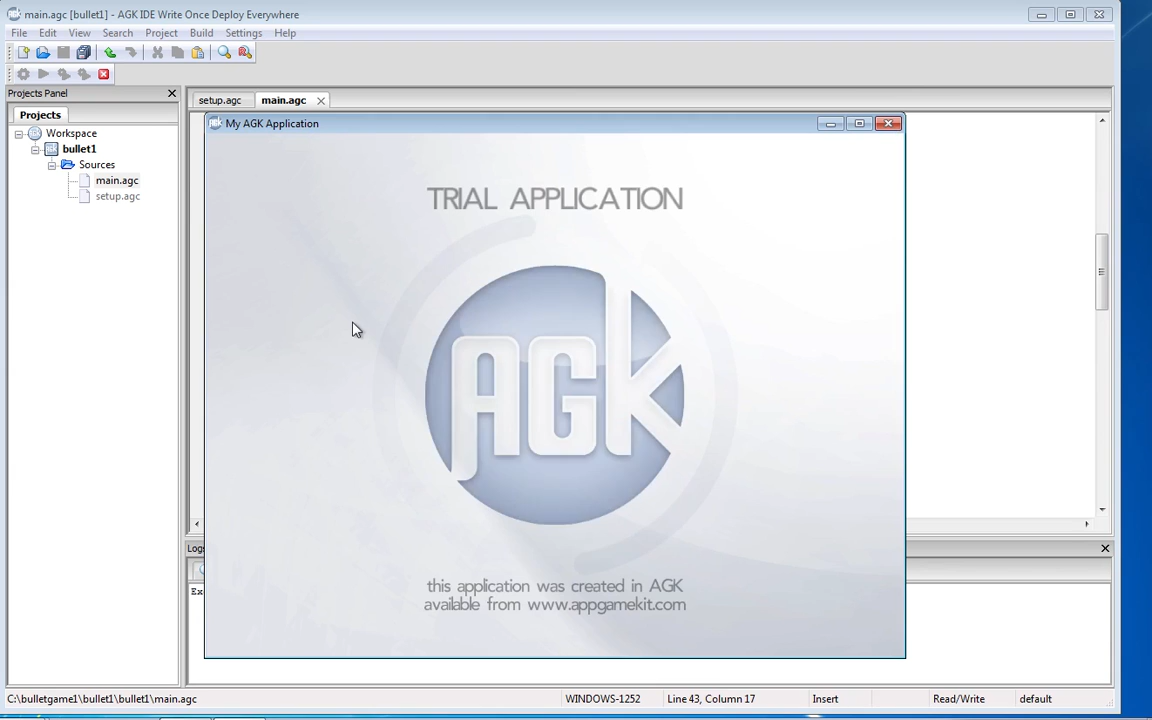 main.agc [bullet1] - AGK IDE Write Once Deploy Everywhere
File Edit View Search Project Build Settings Help
Projects Panel
setup.agc main.agc
Projects
My AGK Application
Workspace
bullet1
Sources
main.agc
setup.agc
TRIAL APPLICATION
AGK
this application was created in AGK
available from www.appgamekit.com
Logs
Ex
C:\bulletgame1\bullet1\bullet1\main.agc WINDOWS-1252 Line 43, Column 17 Insert Read/Write default